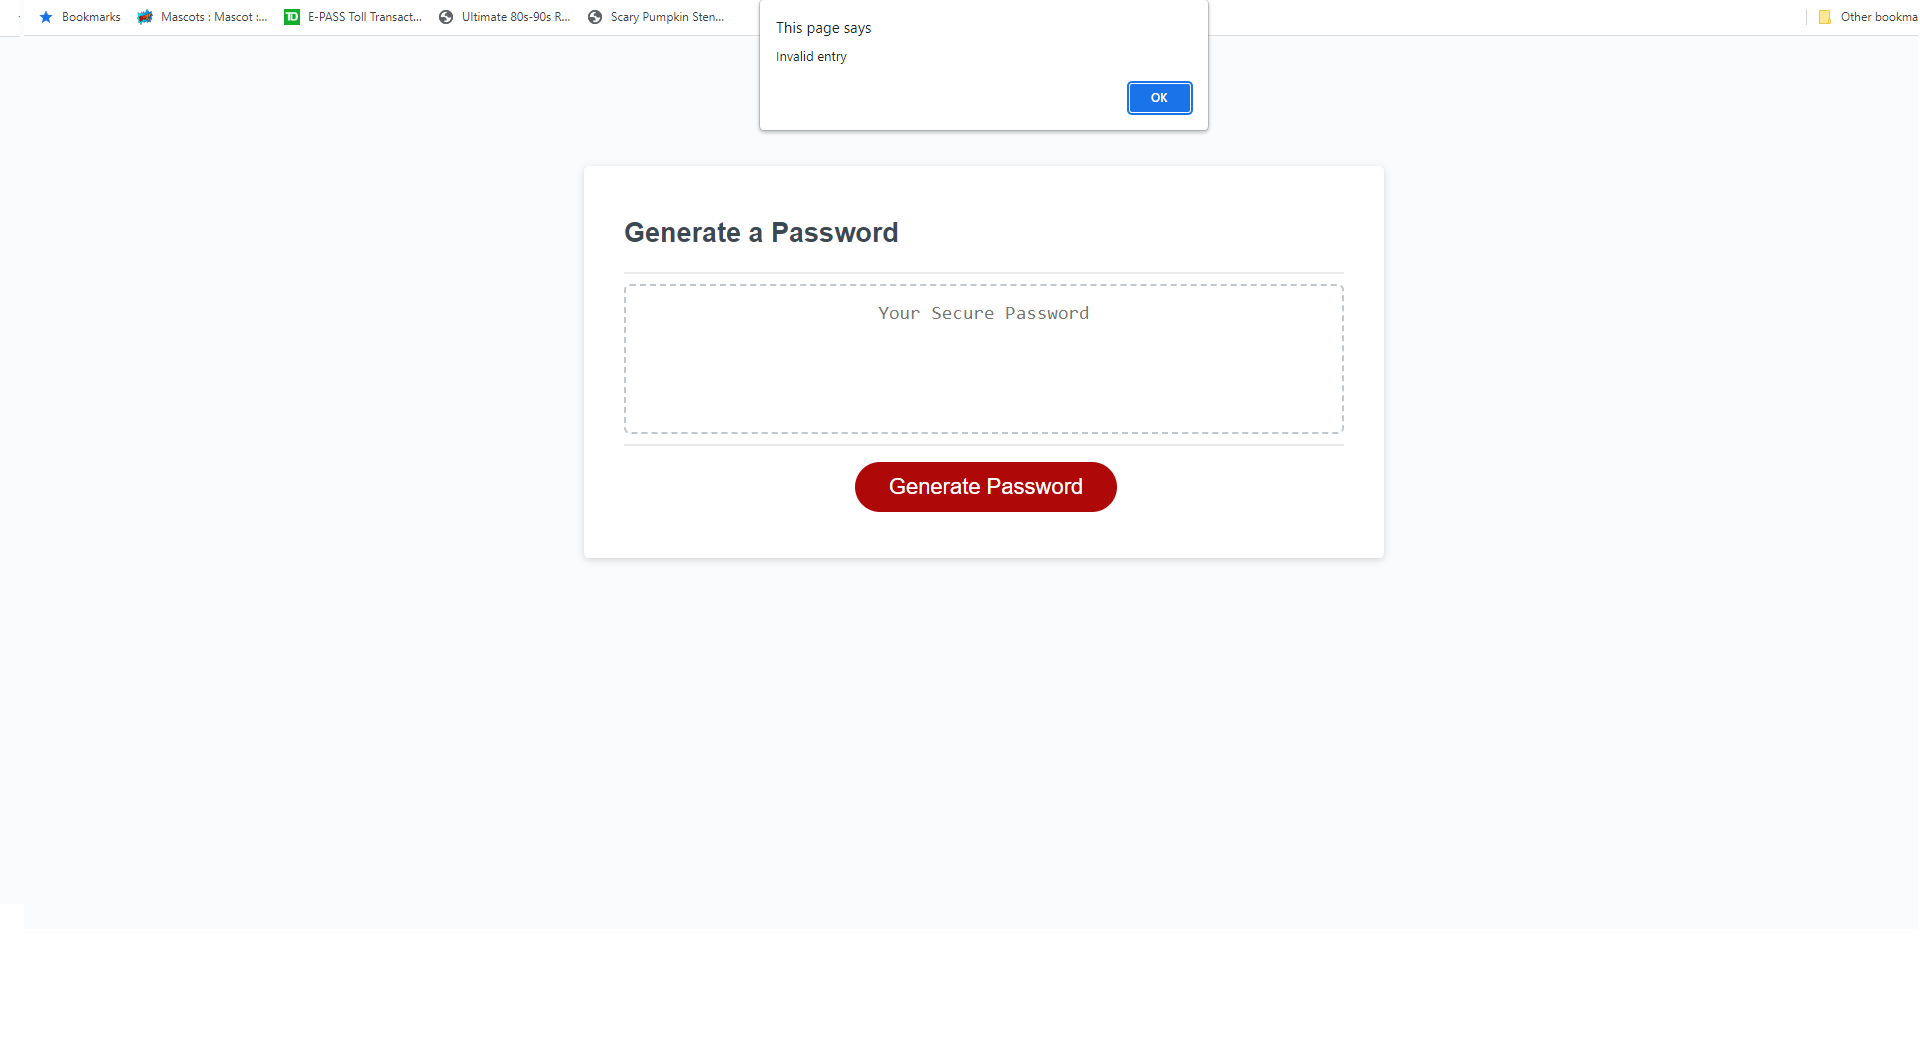 Bookmarks
Mascots : Mascot :...
TD
E-PASS Toll Transact...
Ultimate 80s-90s R...
Scary Pumpkin Sten...
Other bookma
This page says
Invalid entry
OK
Generate a Password
Your Secure Password
Generate Password